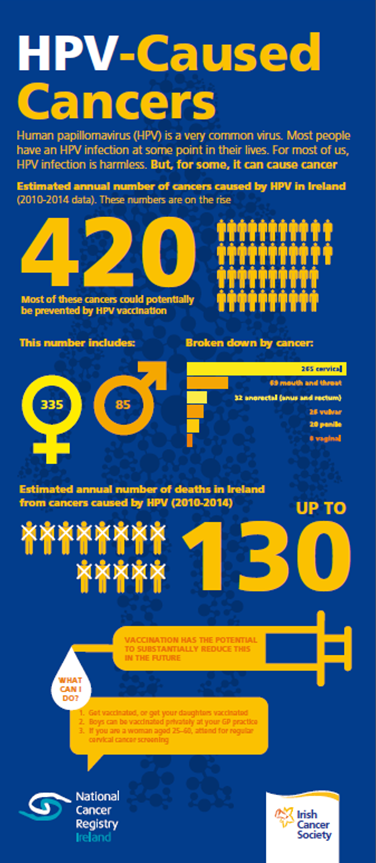 HPV-Caused
Cancers
Human papillomavirus (HPV) is a very common virus. Most people
have an HPV infection at some point in their lives. For most of us,
HPV infection is harmless. But, for some, it can cause cancer
Estimated annual number of cancers caused by HPV in Ireland
(2010-2014 data). These numbers are on the rise
420
Most of these cancers could potentially
be prevented by HPV vaccination
This number includes:
335
85
Broken down by cancer:
265 cervical
69 mouth and throat
32 anorectal (anus and rectum)
26 vulvar
20 penile
8 vaginal
Estimated annual number of deaths in Ireland
from cancers caused by HPV (2010-2014)
UP TO
130
VACCINATION HAS THE POTENTIAL
TO SUBSTANTIALLY REDUCE THIS
IN THE FUTURE
WHAT
CAN I
DO?
1. Get vaccinated, or get your daughters vaccinated
2. Boys can be vaccinated privately at your GP practice
3. If you are a woman aged 25-60, attend for regular
cervical cancer screening
National
Cancer
Registry
Ireland
Irish
Cancer
Society